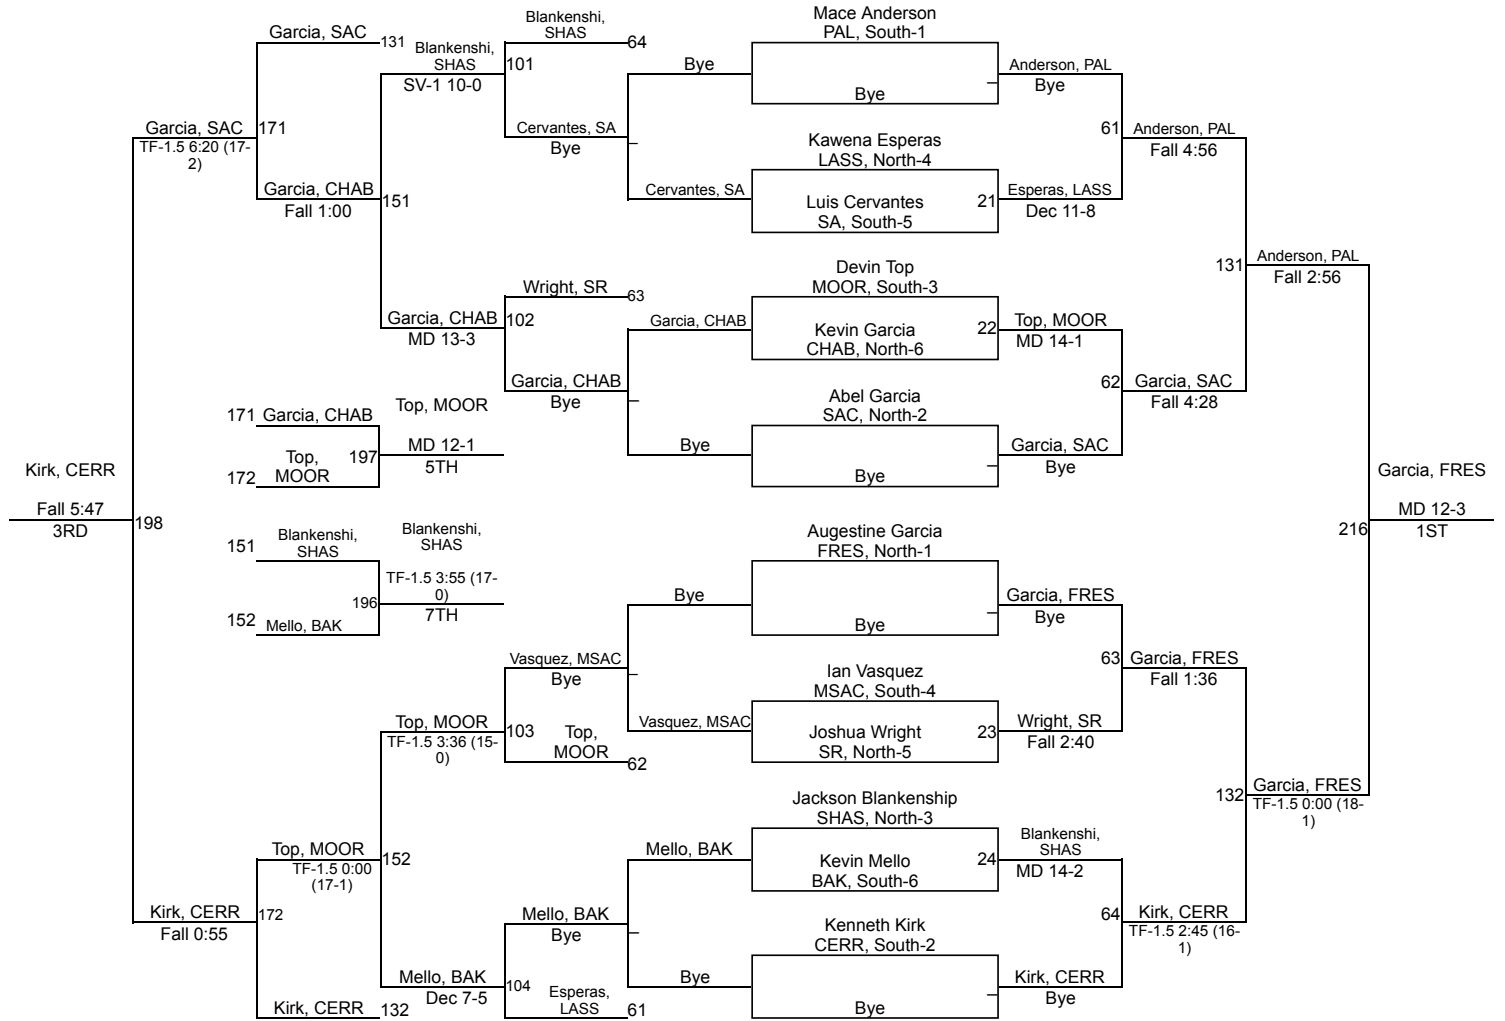 Garcia, SAC
131
Garcia, SAC
TF-1.5 6:20 (17-
2)
171
Garcia, CHAB
Fall 1:00
151
Blankenshi,
SHAS
SV-1 10-0
101
Blankenshi,
SHAS
64
Cervantes, SA
Bye
Bye
Cervantes, SA
Garcia, CHAB
MD 13-3
102
Wright, SR
63
Garcia, CHAB
Bye
Garcia, CHAB
Bye
171
Garcia, CHAB
172
Top,
MOOR
197
Top, MOOR
MD 12-1
5TH
Kirk, CERR
Fall 5:47
3RD
198
151
Blankenshi,
SHAS
152
Mello, BAK
196
Blankenshi,
SHAS
TF-1.5 3:55 (17-
0)
7TH
Bye
Vasquez, MSAC
Bye
Vasquez, MSAC
Top, MOOR
TF-1.5 3:36 (15-
0)
103
Top,
MOOR
62
Top, MOOR
TF-1.5 0:00
(17-1)
152
Kirk, CERR
Fall 0:55
172
Mello, BAK
Mello, BAK
Bye
Bye
Mello, BAK
Dec 7-5
104
Esperas,
LASS
61
Kirk, CERR
132
Mace Anderson
PAL, South-1
Bye
Kawena Esperas
LASS, North-4
Luis Cervantes
SA, South-5
21
Devin Top
MOOR, South-3
Kevin Garcia
CHAB, North-6
22
Abel Garcia
SAC, North-2
Bye
Augestine Garcia
FRES, North-1
Bye
Ian Vasquez
MSAC, South-4
Joshua Wright
SR, North-5
23
Jackson Blankenship
SHAS, North-3
Kevin Mello
BAK, South-6
24
Kenneth Kirk
CERR, South-2
Bye
Anderson, PAL
Bye
61
Anderson, PAL
Fall 4:56
Esperas, LASS
Dec 11-8
131
Anderson, PAL
Fall 2:56
Top, MOOR
MD 14-1
62
Garcia, SAC
Fall 4:28
Garcia, SAC
Bye
Garcia, FRES
MD 12-3
1ST
216
Garcia, FRES
Bye
63
Garcia, FRES
Fall 1:36
Wright, SR
Fall 2:40
132
Garcia, FRES
TF-1.5 0:00 (18-
1)
Blankenshi,
SHAS
MD 14-2
64
Kirk, CERR
TF-1.5 2:45 (16-
1)
Kirk, CERR
Bye